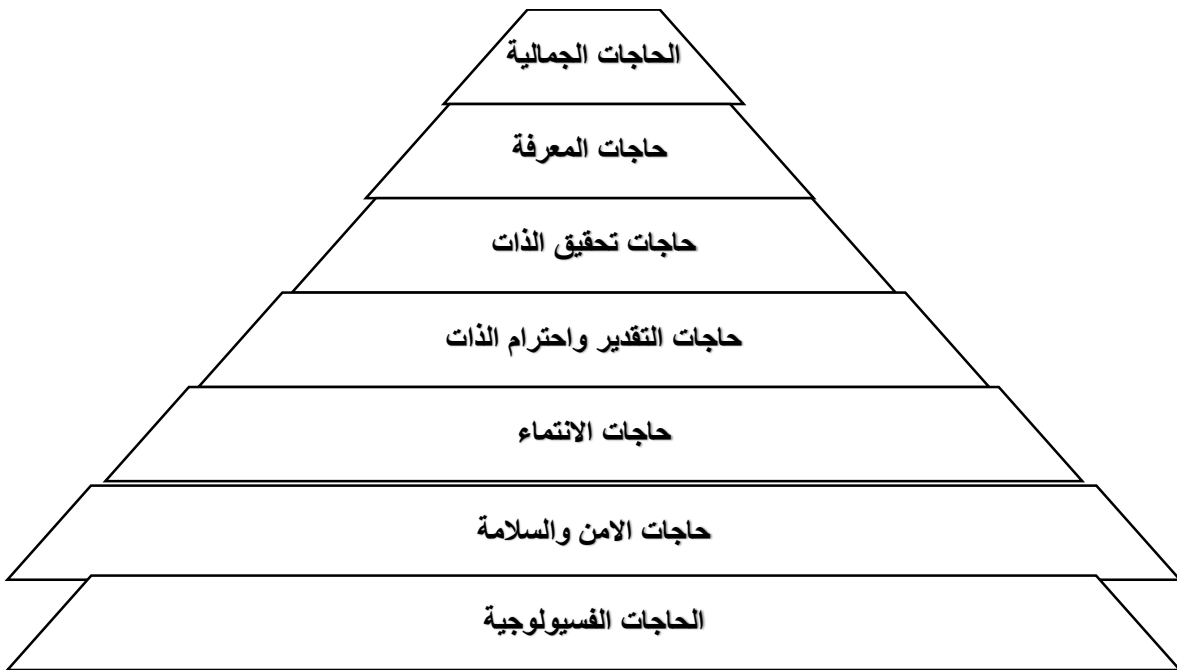 الحاجات الجمالية
حاجات المعرفة
حاجات تحقيق الذات
حاجات التقدير واحترام الذات
حاجات الانتماء
حاجات الامن والسلامة
الحاجات الفسيولوجية